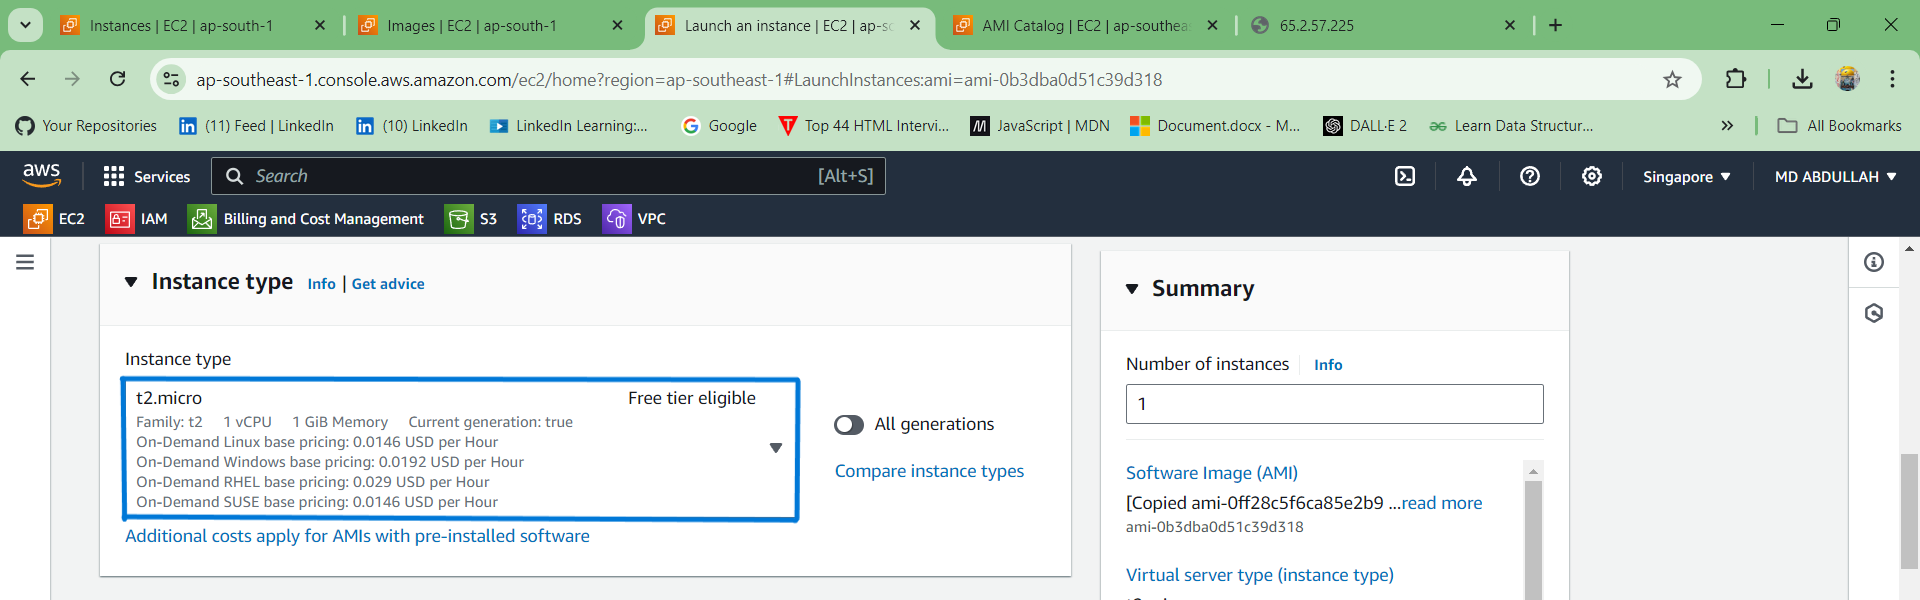 Instances | EC2 | ap-south-1
Images | EC2 | ap-south-1
Launch an instance | EC2 | ap-sc
AMI Catalog | EC2 | ap-southeas
65.2.57.225
ap-southeast-1.console.aws.amazon.com/ec2/home?region=ap-southeast-1#LaunchInstances:ami=ami-0b3dba0d51c39d318
Your Repositories
(11) Feed | LinkedIn
(10) LinkedIn
LinkedIn Learning:...
Google
Top 44 HTML Intervi...
JavaScript | MDN
Document.docx - M...
DALL·E 2
Learn Data Structur...
All Bookmarks
aws
Services
Search
[Alt+S]
Singapore
MD ABDULLAH
EC2
IAM
Billing and Cost Management
S3
RDS
VPC
Instance type
Info | Get advice
Instance type
t2.micro
Free tier eligible
Family: t2 1 vCPU 1 GiB Memory Current generation: true
On-Demand Linux base pricing: 0.0146 USD per Hour
On-Demand Windows base pricing: 0.0192 USD per Hour
On-Demand RHEL base pricing: 0.029 USD per Hour
On-Demand SUSE base pricing: 0.0146 USD per Hour
Additional costs apply for AMIs with pre-installed software
All generations
Compare instance types
Summary
Number of instances
Info
1
Software Image (AMI)
[Copied ami-0ff28c5f6ca85e2b9 ...read more
ami-0b3dba0d51c39d318
Virtual server type (instance type)